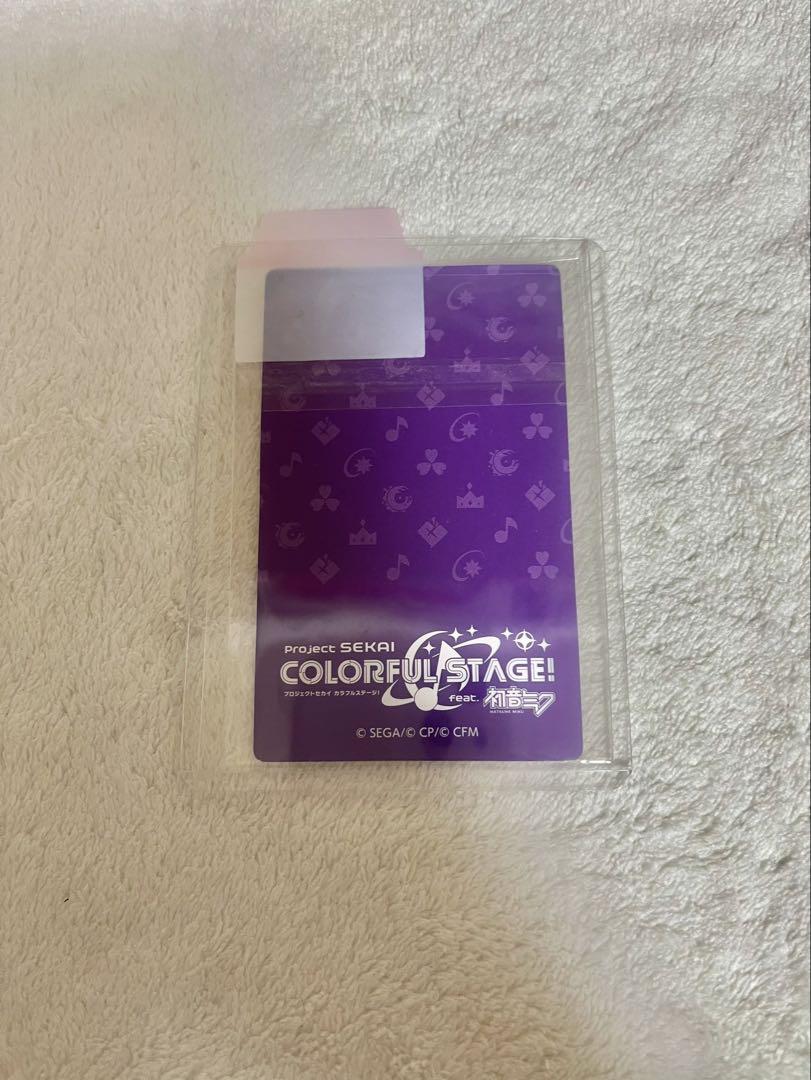 Project SEKAI
COLORFUL STAGE!
プロジェクトセカイ カラフルステージ!
feat. 初音ミク
HATSUNE MIKU
© SEGA/© CP/© CFM